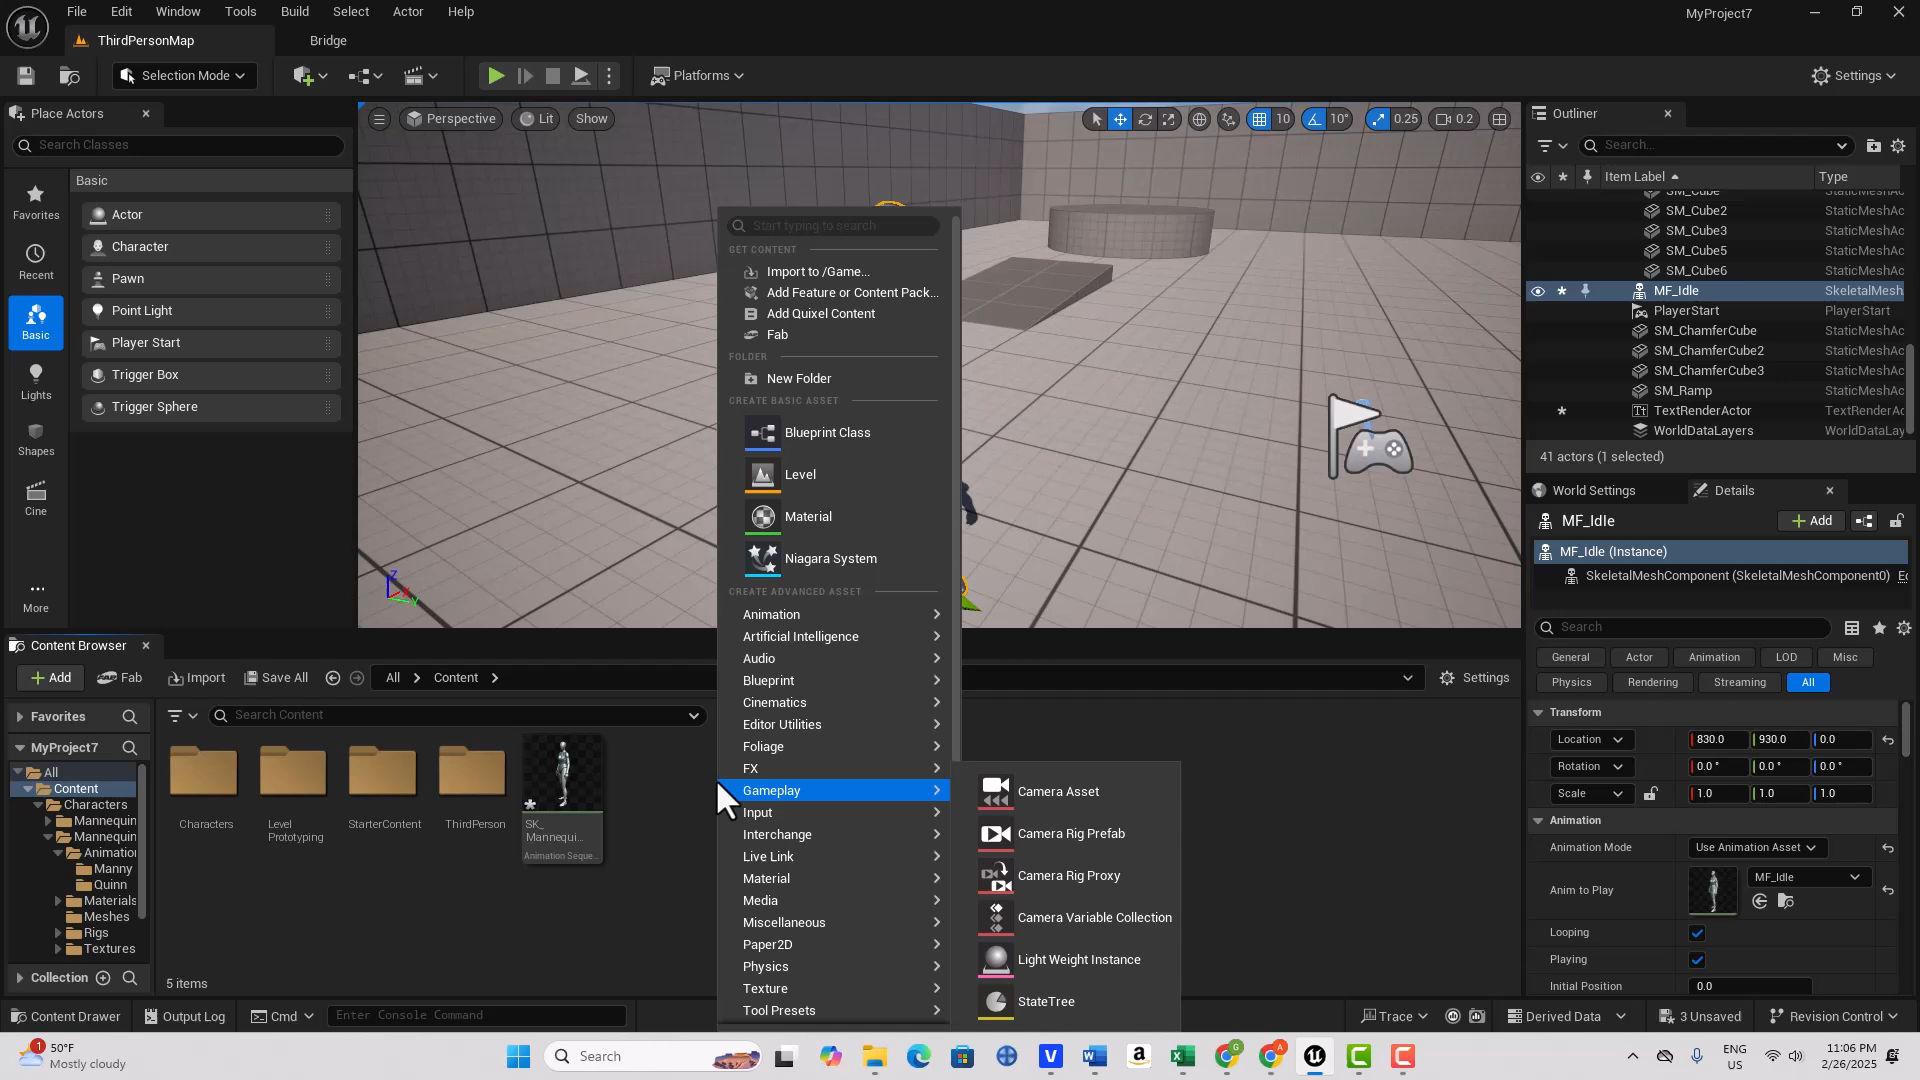 File Edit Window Tools Build Select Actor Help
MyProject7
ThirdPersonMap
Bridge
Selection Mode
Platforms
Settings
Place Actors
Search Classes
Basic
Favorites
Recent
Basic
Lights
Shapes
Cine
More
Actor
Character
Pawn
Point Light
Player Start
Trigger Box
Trigger Sphere
Perspective
Lit
Show
10
10°
0.25
0.2
Start typing to search
GET CONTENT
Import to /Game...
Add Feature or Content Pack...
Add Quixel Content
Fab
FOLDER
New Folder
CREATE BASIC ASSET
Blueprint Class
Level
Material
Niagara System
CREATE ADVANCED ASSET
Animation
Artificial Intelligence
Audio
Blueprint
Cinematics
Editor Utilities
Foliage
FX
Gameplay
Input
Interchange
Live Link
Material
Media
Miscellaneous
Paper2D
Physics
Texture
Tool Presets
Camera Asset
Camera Rig Prefab
Camera Rig Proxy
Camera Variable Collection
Light Weight Instance
StateTree
Outliner
Search...
Item Label
Type
SM_Cube StaticMeshAc
SM_Cube2 StaticMeshAc
SM_Cube3 StaticMeshAc
SM_Cube5 StaticMeshAc
SM_Cube6 StaticMeshAc
MF_Idle SkeletalMesh
PlayerStart PlayerStart
SM_ChamferCube StaticMeshAc
SM_ChamferCube2 StaticMeshAc
SM_ChamferCube3 StaticMeshAc
SM_Ramp StaticMeshAc
TextRenderActor TextRenderAc
WorldDataLayers WorldDataLay
41 actors (1 selected)
World Settings
Details
MF_Idle
Add
MF_Idle (Instance)
SkeletalMeshComponent (SkeletalMeshComponent0)
Search
General Actor Animation LOD Misc
Physics Rendering Streaming All
Transform
Location 830.0 930.0 0.0
Rotation 0.0 ° 0.0 ° 0.0 °
Scale 1.0 1.0 1.0
Animation
Animation Mode Use Animation Asset
Anim to Play MF_Idle
Looping
Playing
Initial Position 0.0
Content Browser
Add Fab Import Save All All Content Settings
Favorites
Search Content
MyProject7
All
Content
Characters
Mannequin
Mannequin
Animation
Manny
Quinn
Materials
Meshes
Rigs
Textures
Collection
Characters
Level
Prototyping
StarterContent
ThirdPerson
SK_
Mannequi...
Animation Seque...
5 items
Content Drawer
Output Log
Cmd
Enter Console Command
Trace
Derived Data
3 Unsaved
Revision Control
1
50°F
Mostly cloudy
Search
ENG
US
11:06 PM
2/26/2025